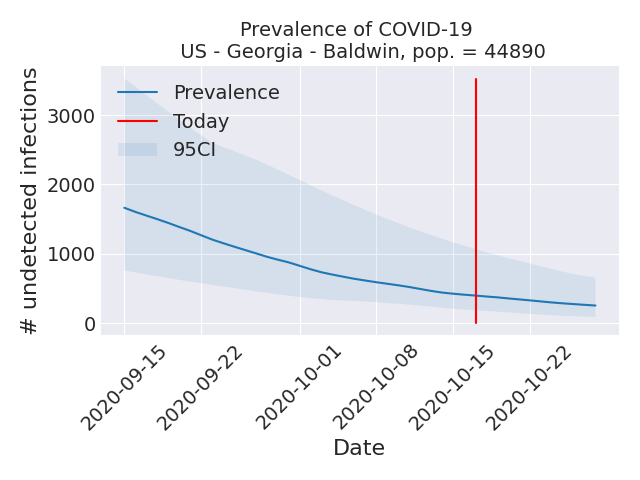 Prevalence of COVID-19
US - Georgia - Baldwin, pop. = 44890
# undetected infections
3000
2000
1000
0
Prevalence
Today
95CI
2020-09-15
2020-09-22
2020-10-01
2020-10-08
2020-10-15
2020-10-22
Date